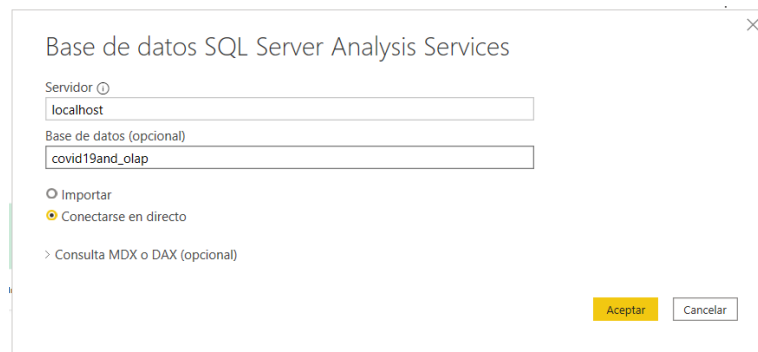 Base de datos SQL Server Analysis Services
Servidor
localhost
Base de datos (opcional)
covid19and_olap
Importar
Conectarse en directo
> Consulta MDX o DAX (opcional)
Aceptar Cancelar